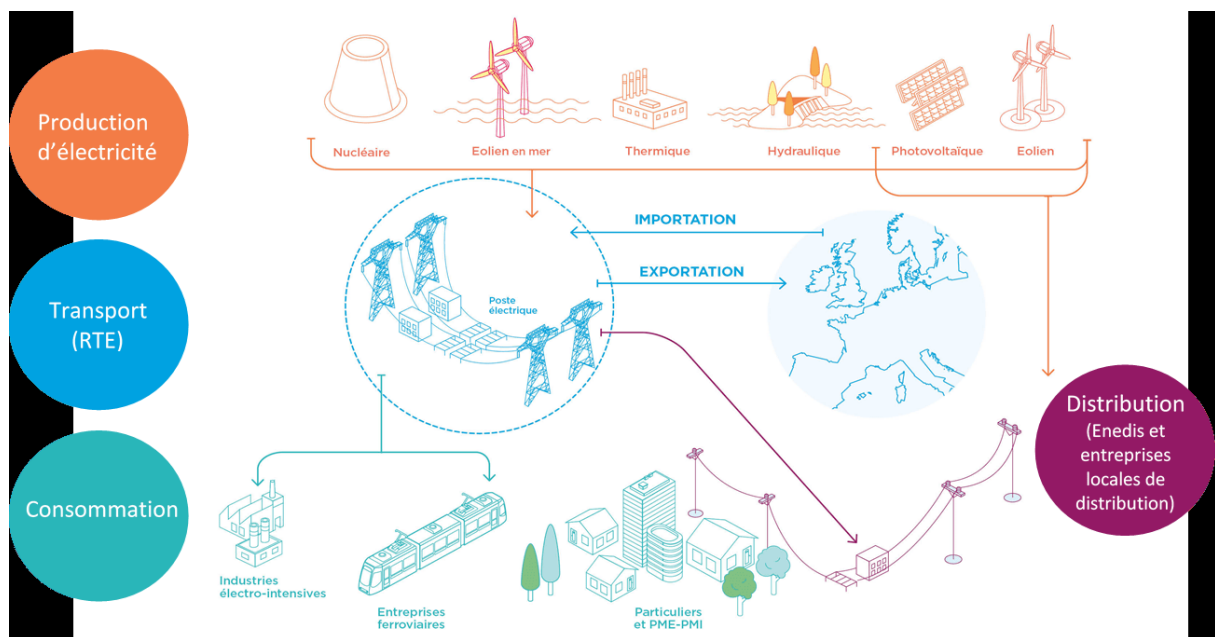 Production
d’électricité
Nucléaire
Eolien en mer
Thermique
Hydraulique
Photovoltaïque
Eolien
Transport
(RTE)
Poste
électrique
IMPORTATION
EXPORTATION
Distribution
(Enedis et
entreprises
locales de
distribution)
Consommation
Industries
électro-intensives
Entreprises
ferroviaires
Particuliers
et PME-PMI